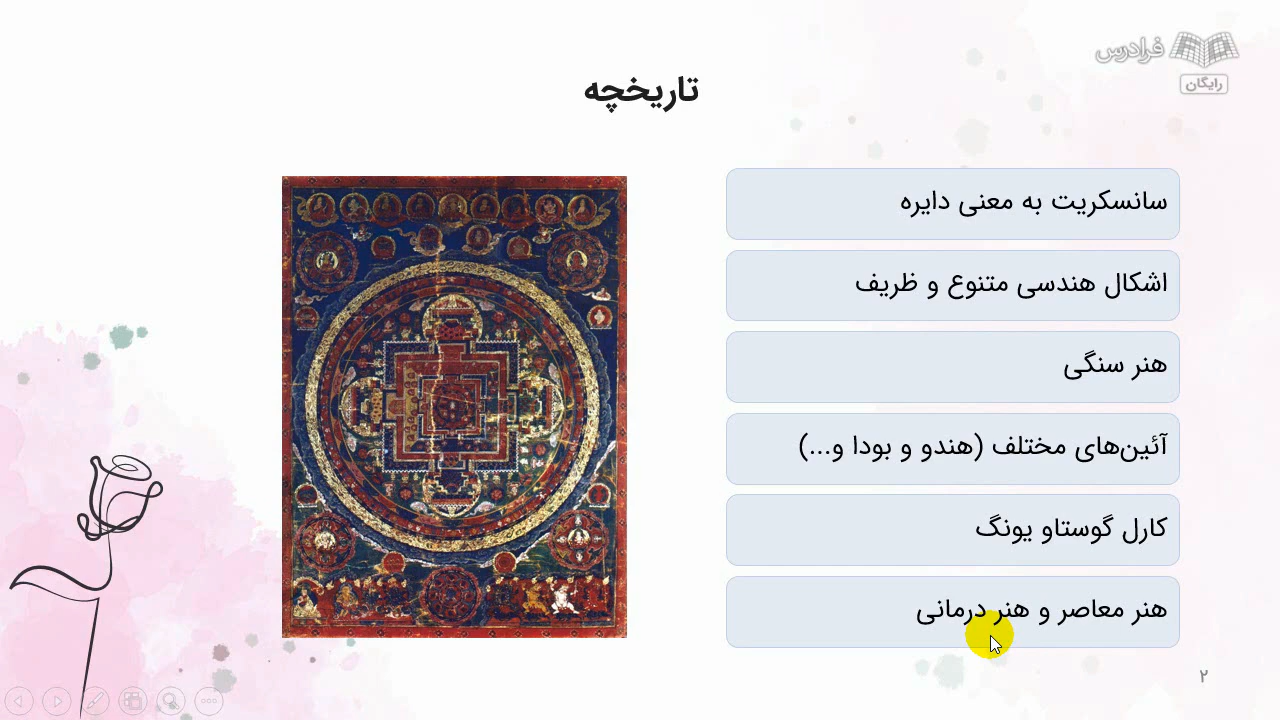 فرادرس
رایگان
تاریخچه
سانسکریت به معنی دایره
اشکال هندسی متنوع و ظریف
هنر سنگی
آئین‌های مختلف (هندو و بودا و...)
کارل گوستاو یونگ
هنر معاصر و هنر درمانی
۲